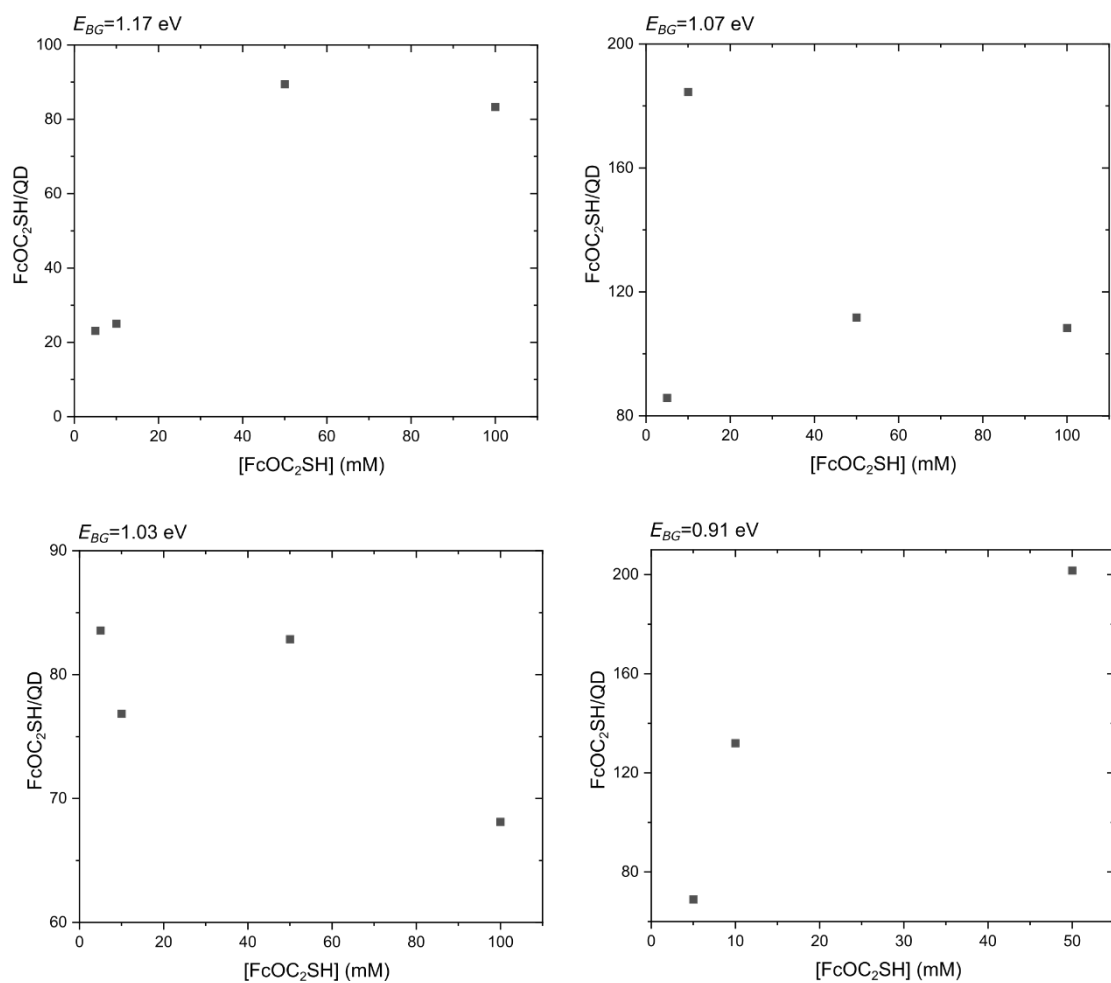 E_BG=1.17 eV
100
80
60
40
20
0
FcOC₂SH/QD
0 20 40 60 80 100
[FcOC₂SH] (mM)
E_BG=1.07 eV
200
160
120
80
FcOC₂SH/QD
0 20 40 60 80 100
[FcOC₂SH] (mM)
E_BG=1.03 eV
90
80
70
60
FcOC₂SH/QD
0 20 40 60 80 100
[FcOC₂SH] (mM)
E_BG=0.91 eV
200
160
120
80
FcOC₂SH/QD
0 10 20 30 40 50
[FcOC₂SH] (mM)